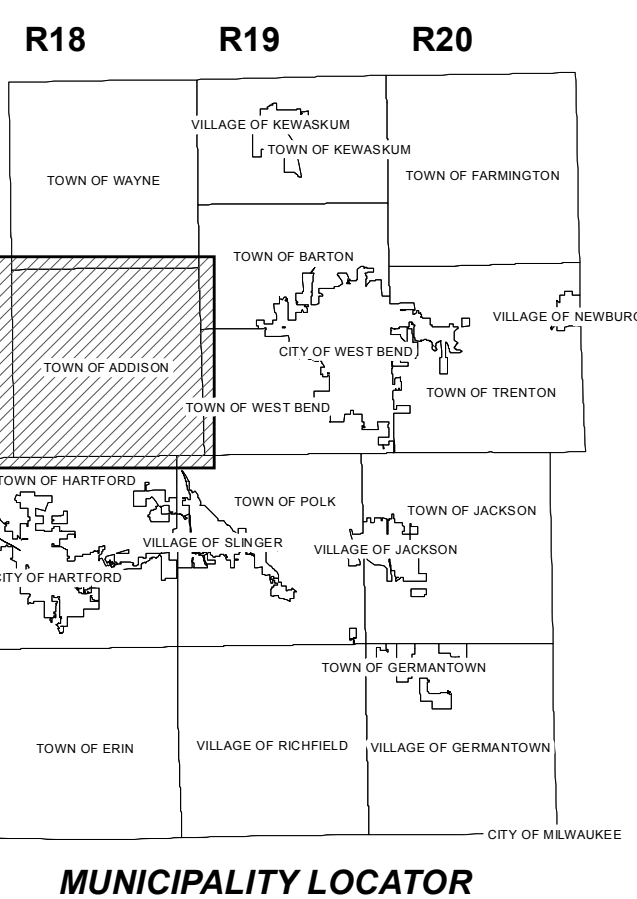 R18 R19 R20
VILLAGE OF KEWASKUM
TOWN OF KEWASKUM
TOWN OF WAYNE
TOWN OF FARMINGTON
TOWN OF BARTON
VILLAGE OF NEWBURG
CITY OF WEST BEND
TOWN OF ADDISON
TOWN OF TRENTON
TOWN OF WEST BEND
TOWN OF HARTFORD
TOWN OF POLK
TOWN OF JACKSON
VILLAGE OF SLINGER
VILLAGE OF JACKSON
CITY OF HARTFORD
TOWN OF GERMANTOWN
TOWN OF ERIN
VILLAGE OF RICHFIELD
VILLAGE OF GERMANTOWN
CITY OF MILWAUKEE
MUNICIPALITY LOCATOR